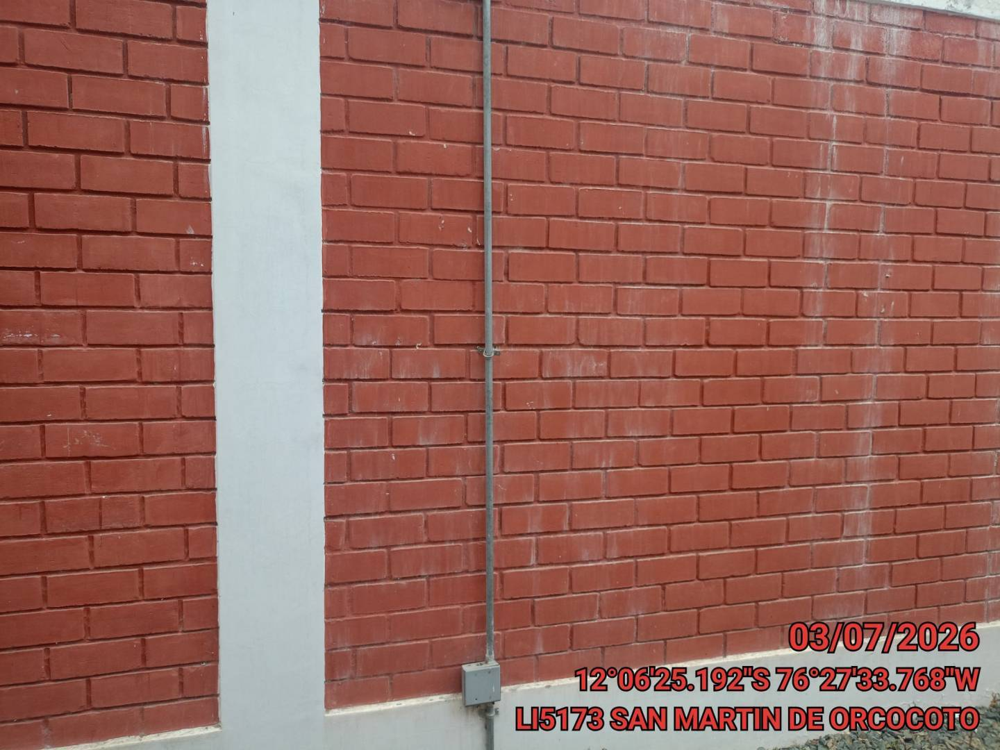 03/07/2026
12°06'25.192"S 76°27'33.768"W
LI5173 SAN MARTIN DE ORCOCOTO